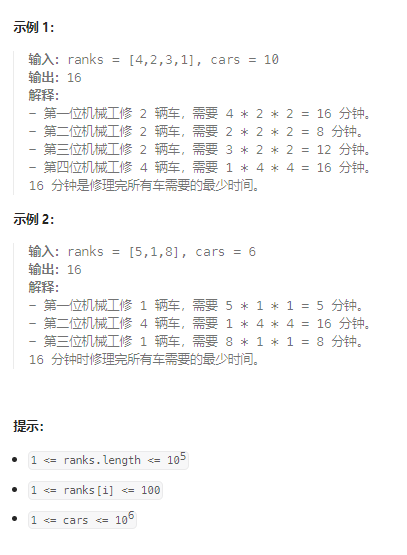 示例 1:
输入: ranks = [4,2,3,1], cars = 10
输出: 16
解释:
- 第一位机械工修 2 辆车,需要 4 * 2 * 2 = 16 分钟。
- 第二位机械工修 2 辆车,需要 2 * 2 * 2 = 8 分钟。
- 第三位机械工修 2 辆车,需要 3 * 2 * 2 = 12 分钟。
- 第四位机械工修 4 辆车,需要 1 * 4 * 4 = 16 分钟。
16 分钟是修理完所有车需要的最少时间。
示例 2:
输入: ranks = [5,1,8], cars = 6
输出: 16
解释:
- 第一位机械工修 1 辆车,需要 5 * 1 * 1 = 5 分钟。
- 第二位机械工修 4 辆车,需要 1 * 4 * 4 = 16 分钟。
- 第三位机械工修 1 辆车,需要 8 * 1 * 1 = 8 分钟。
16 分钟时修理完所有车需要的最少时间。
提示:
• 1 <= ranks.length <= 10⁵
• 1 <= ranks[i] <= 100
• 1 <= cars <= 10⁶